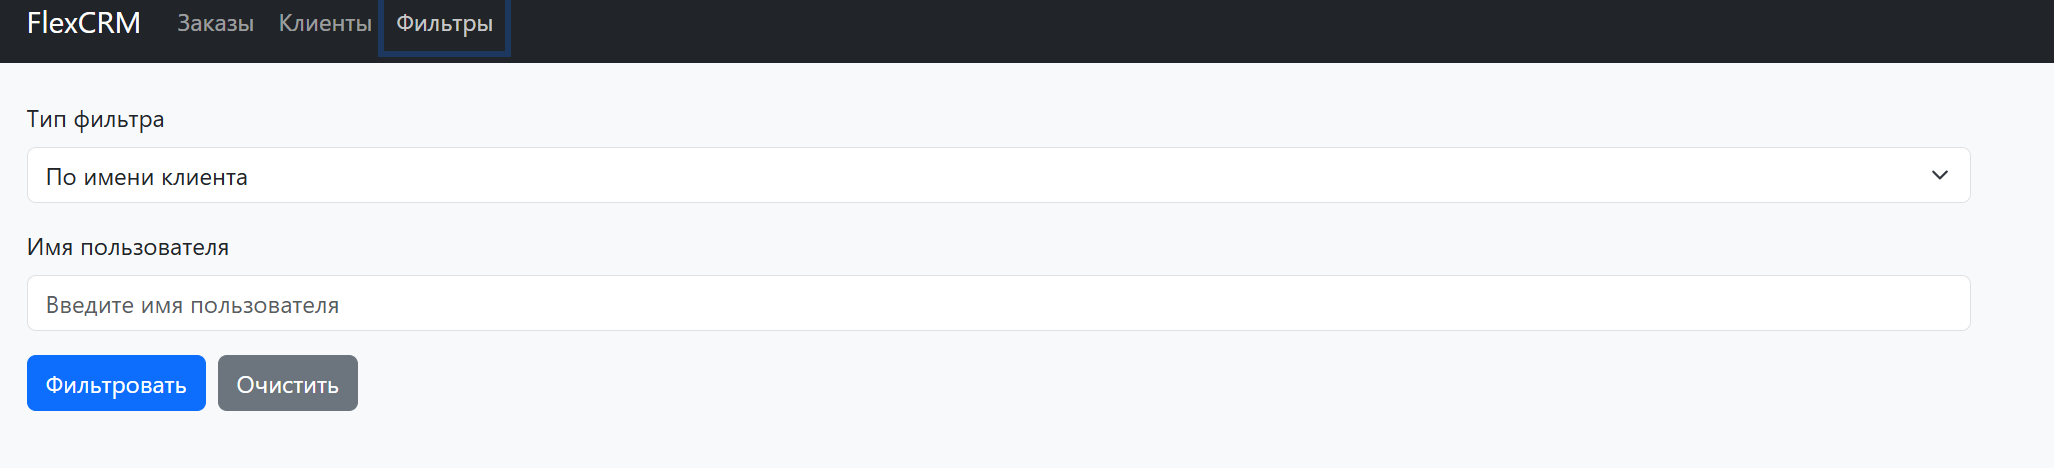 FlexCRM Заказы Клиенты Фильтры
Тип фильтра
По имени клиента
Имя пользователя
Введите имя пользователя
Фильтровать Очистить